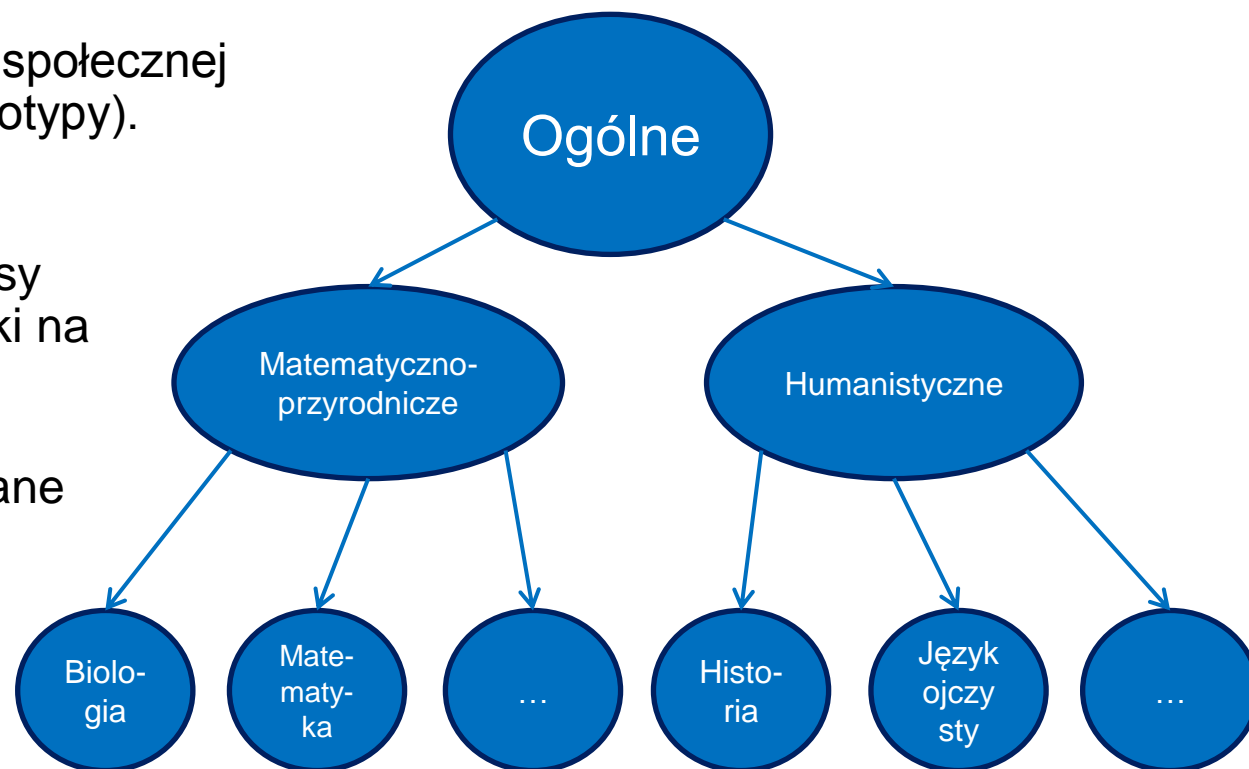 społecznej
otypy).
sy
ki na
ane
Ogólne
Matematyczno-
przyrodnicze
Humanistyczne
Biolo-
gia
Mate-
maty-
ka
…
Histo-
ria
Język
ojczy
sty
…